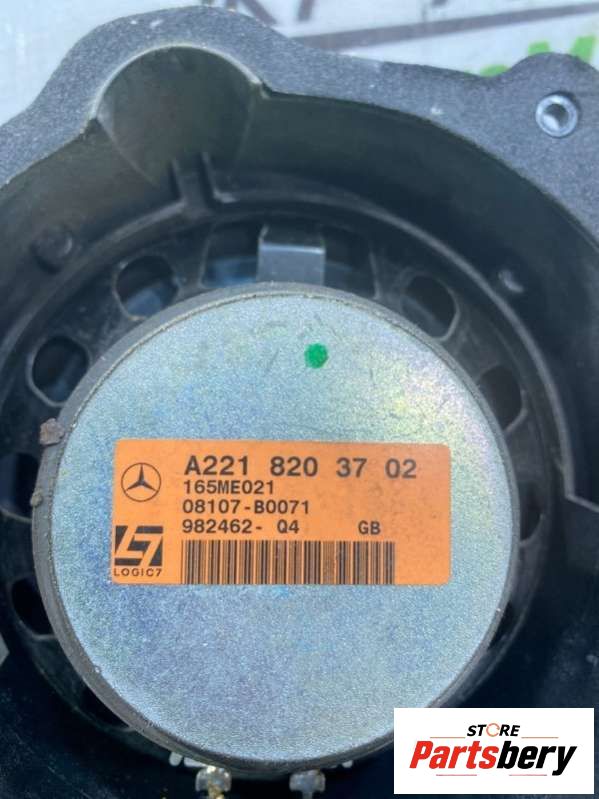 A221 820 37 02
165ME021
08107-B0071
982462- Q4 GB
LOGIC7
STORE
Partsbery